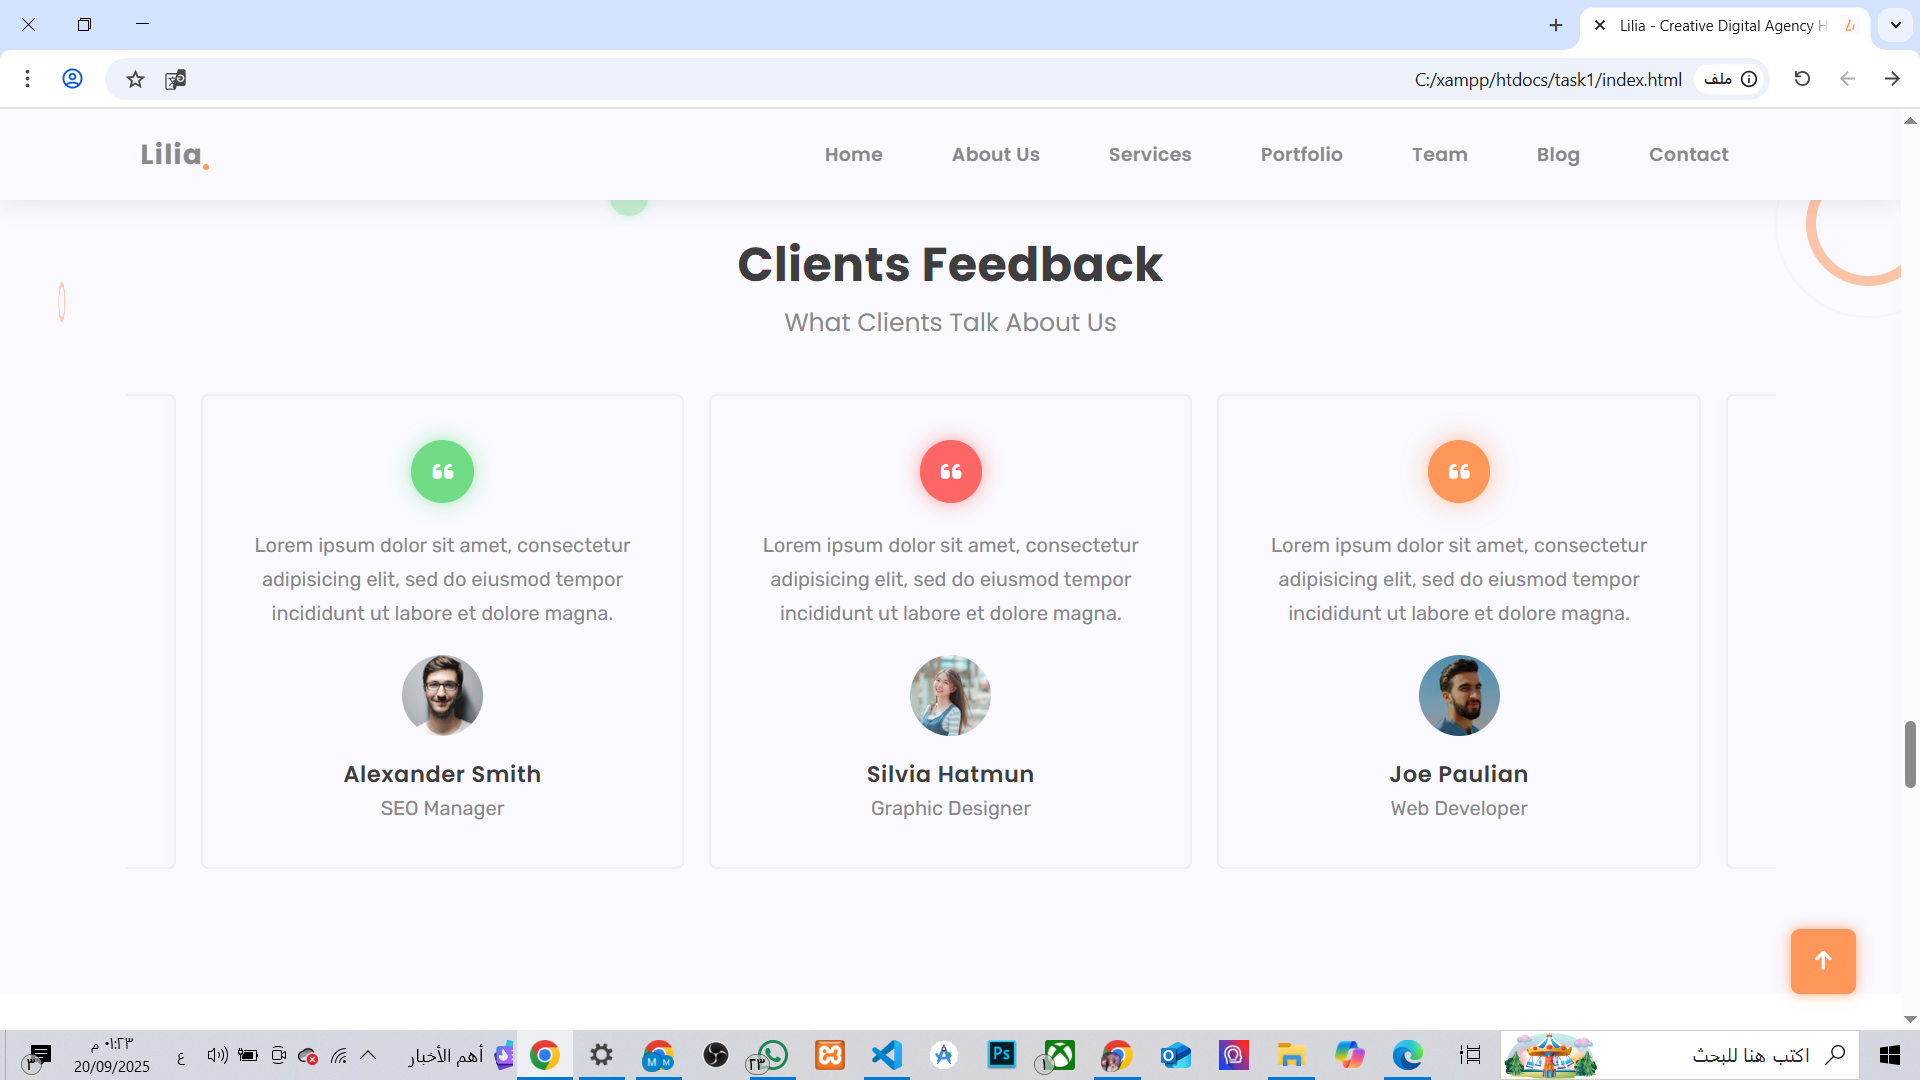 Lilia - Creative Digital Agency H
C:/xampp/htdocs/task1/index.html
ملف
Lilia.
Home
About Us
Services
Portfolio
Team
Blog
Contact
Clients Feedback
What Clients Talk About Us
Lorem ipsum dolor sit amet, consectetur
adipisicing elit, sed do eiusmod tempor
incididunt ut labore et dolore magna.
Alexander Smith
SEO Manager
Lorem ipsum dolor sit amet, consectetur
adipisicing elit, sed do eiusmod tempor
incididunt ut labore et dolore magna.
Silvia Hatmun
Graphic Designer
Lorem ipsum dolor sit amet, consectetur
adipisicing elit, sed do eiusmod tempor
incididunt ut labore et dolore magna.
Joe Paulian
Web Developer
اكتب هنا للبحث
Ps
١
٢٣
M M
أهم الأخبار
ع
٠١:٢٣ م
20/09/2025
٣